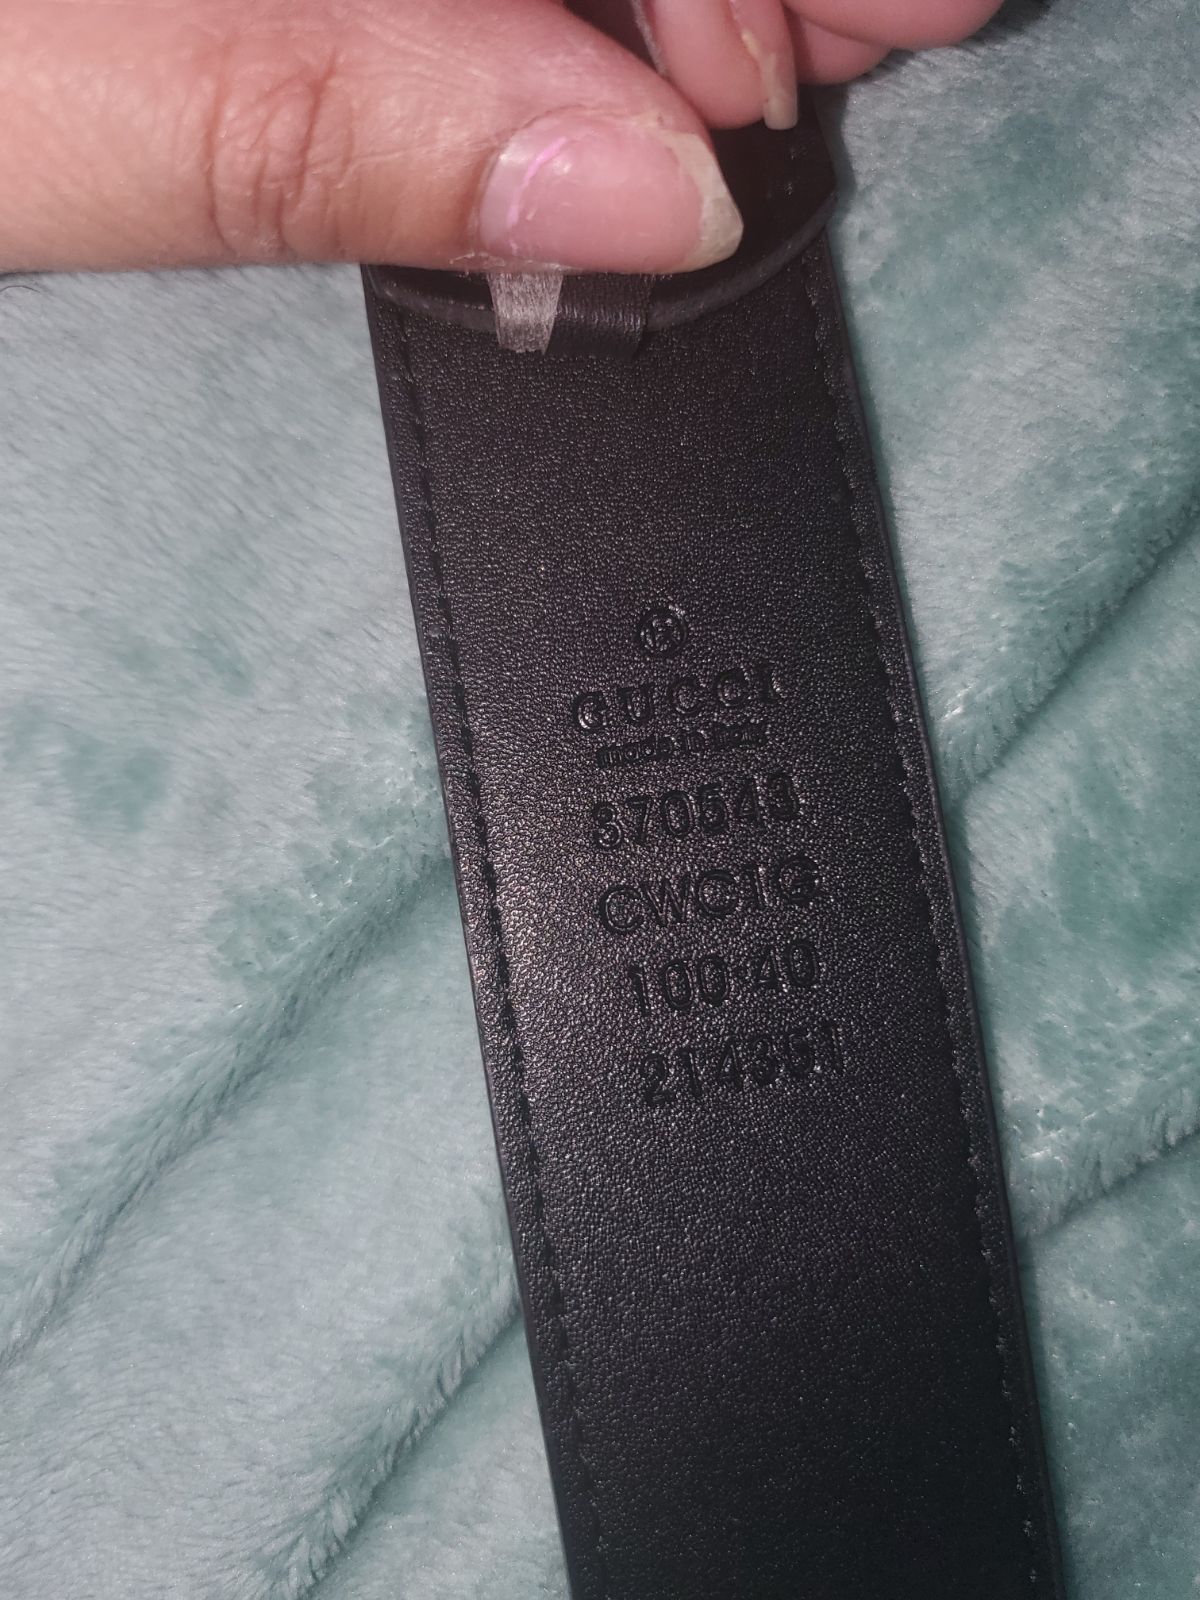 ®
GUCCI
made in Italy
370543
CWC1G
100·40
214351